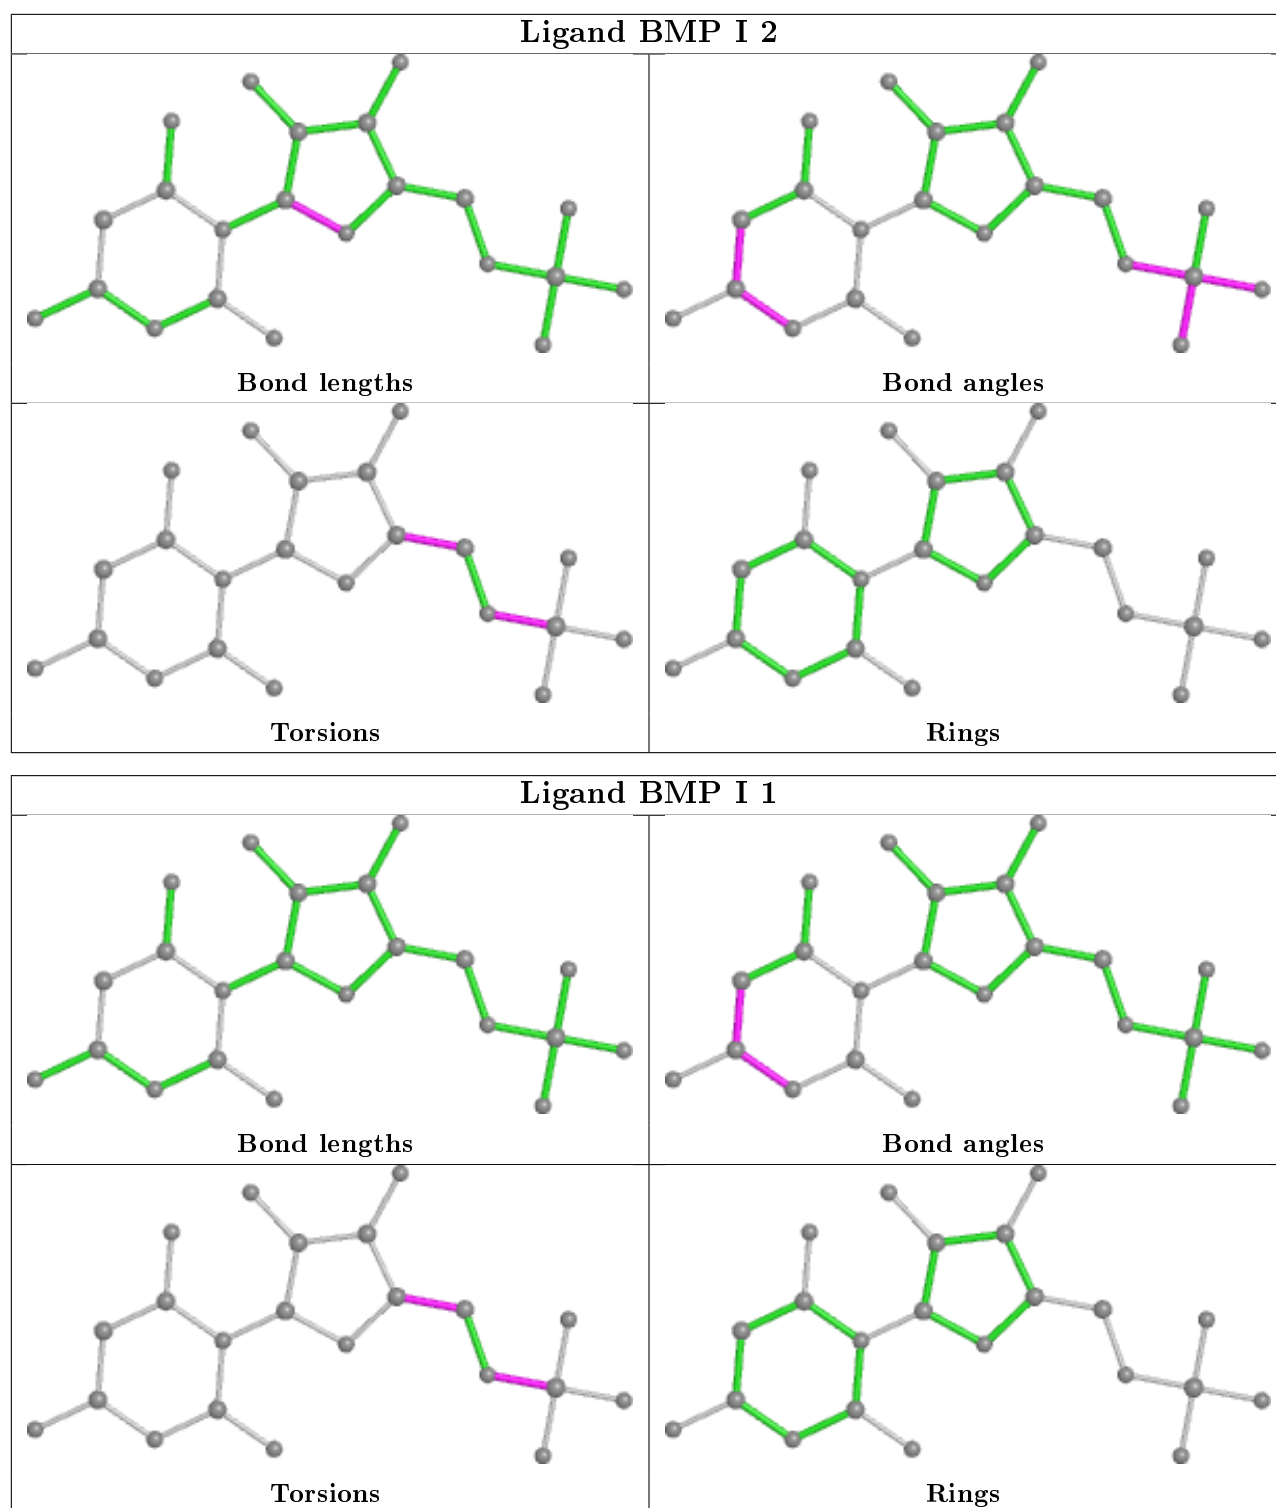 Ligand BMP I 2
Bond lengths
Bond angles
Torsions
Rings
Ligand BMP I 1
Bond lengths
Bond angles
Torsions
Rings